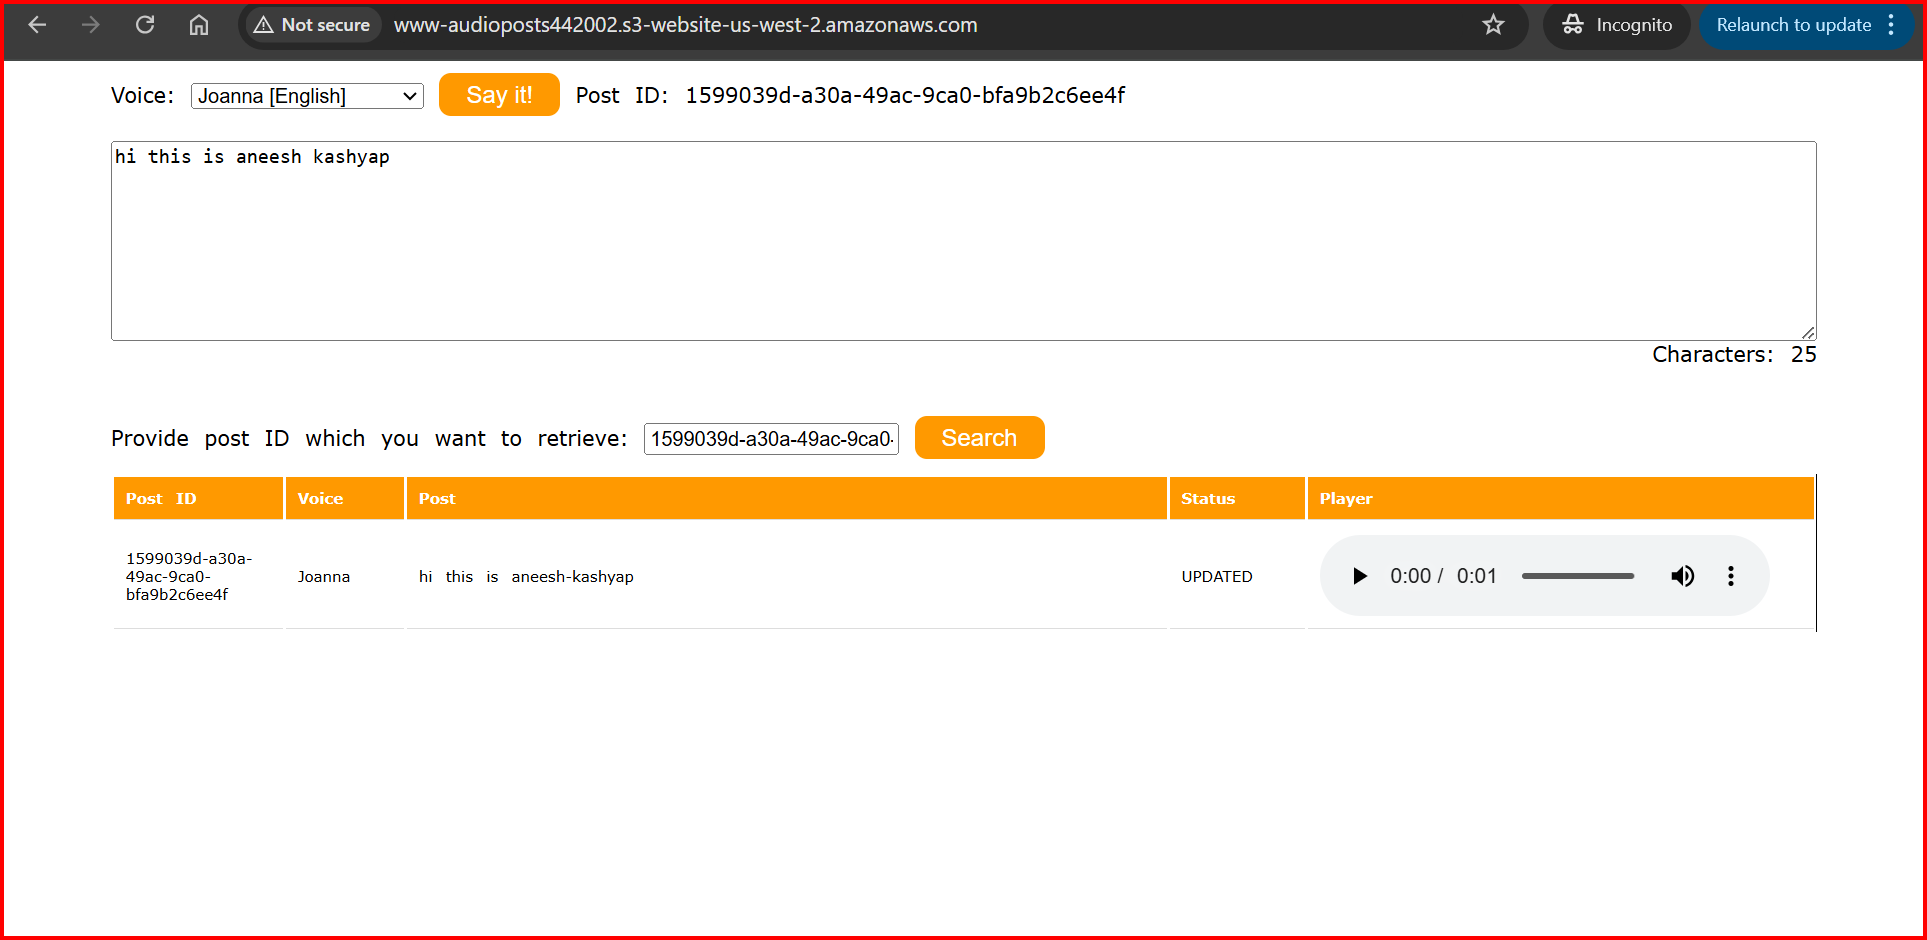 Not secure www-audioposts442002.s3-website-us-west-2.amazonaws.com Incognito Relaunch to update
Voice: Joanna [English] Say it! Post ID: 1599039d-a30a-49ac-9ca0-bfa9b2c6ee4f
hi this is aneesh kashyap
Characters: 25
Provide post ID which you want to retrieve: 1599039d-a30a-49ac-9ca0- Search
Post ID Voice Post Status Player
1599039d-a30a-
49ac-9ca0-
bfa9b2c6ee4f
Joanna hi this is aneesh-kashyap UPDATED 0:00 / 0:01